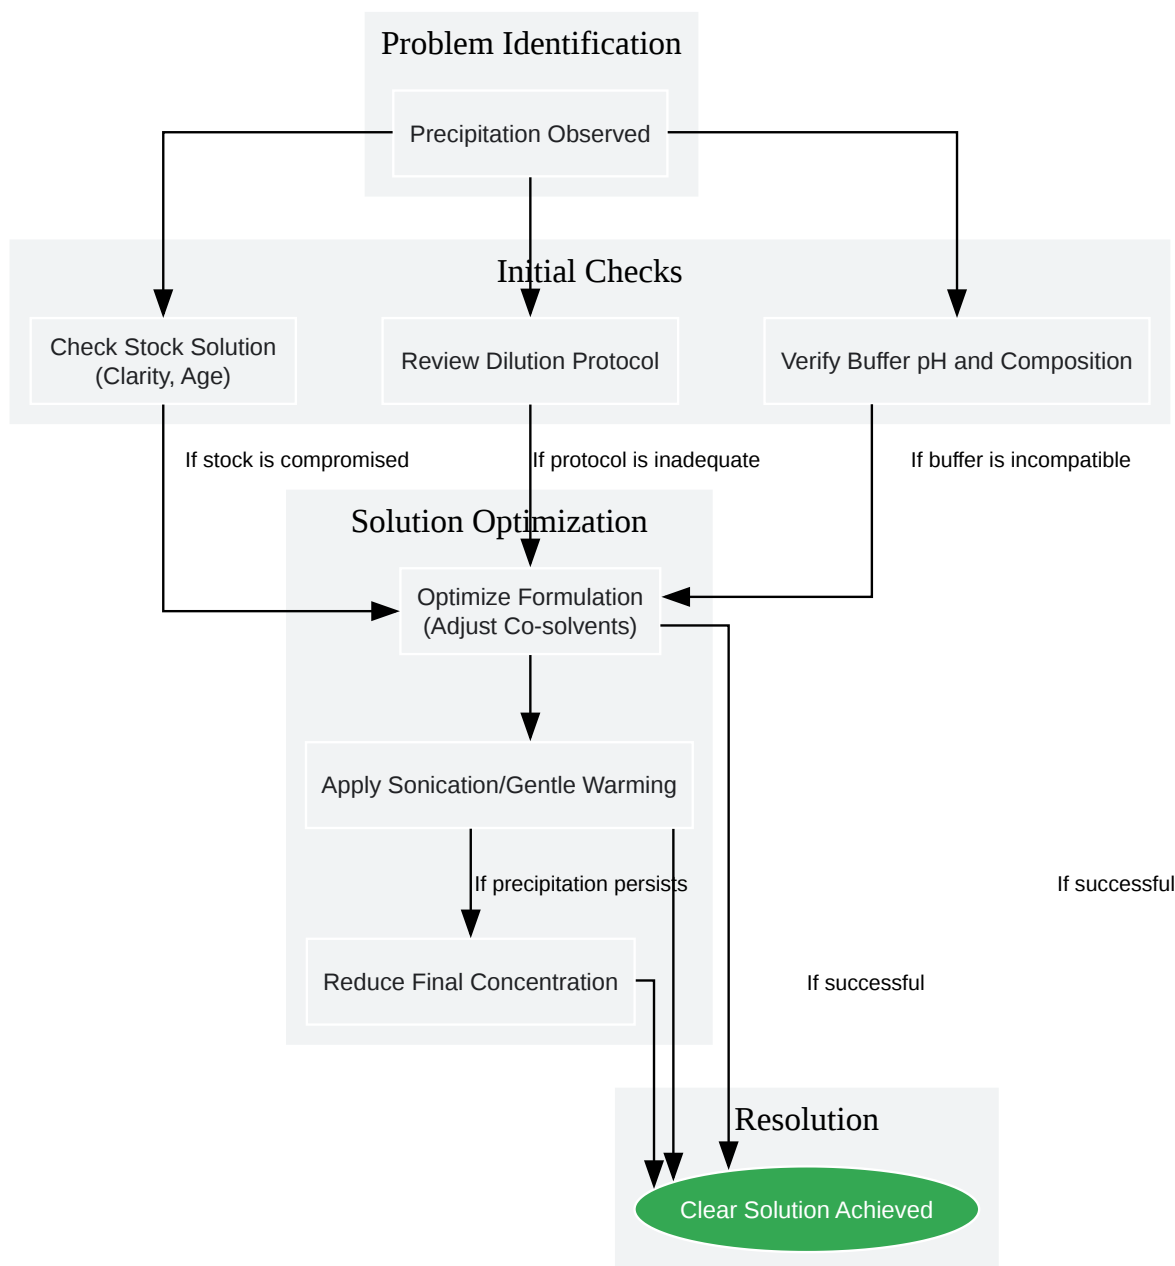 Problem Identification
Precipitation Observed
Initial Checks
Check Stock Solution
(Clarity, Age)
Review Dilution Protocol
Verify Buffer pH and Composition
If stock is compromised
If protocol is inadequate
If buffer is incompatible
Solution Optimization
Optimize Formulation
(Adjust Co-solvents)
Apply Sonication/Gentle Warming
If precipitation persists
If successful
Reduce Final Concentration
If successful
Resolution
Clear Solution Achieved